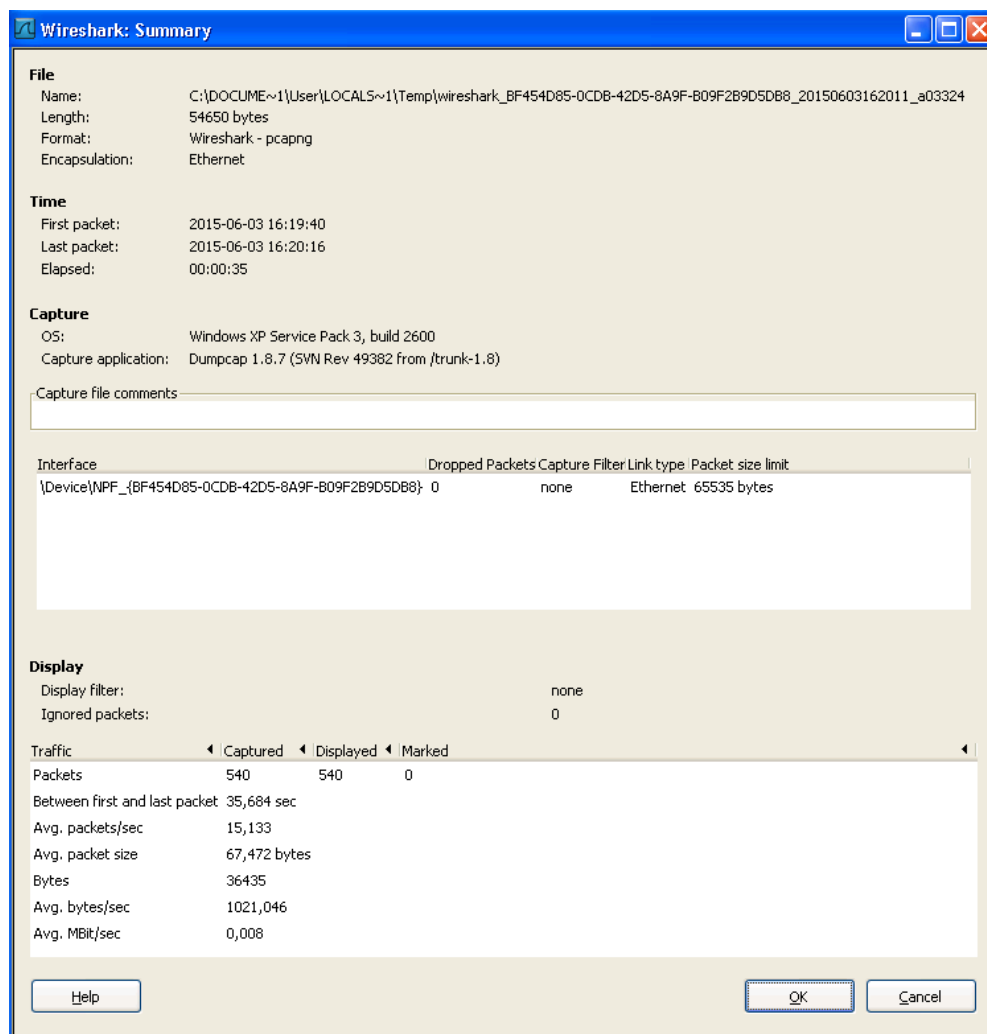 Wireshark: Summary
File
Name: C:\DOCUME~1\User\LOCALS~1\Temp\wireshark_BF454D85-0CDB-42D5-8A9F-B09F2B9D5DB8_20150603162011_a03324
Length: 54650 bytes
Format: Wireshark - pcapng
Encapsulation: Ethernet
Time
First packet: 2015-06-03 16:19:40
Last packet: 2015-06-03 16:20:16
Elapsed: 00:00:35
Capture
OS: Windows XP Service Pack 3, build 2600
Capture application: Dumpcap 1.8.7 (SVN Rev 49382 from /trunk-1.8)
Capture file comments
Interface Dropped Packets Capture Filter Link type Packet size limit
\Device\NPF_{BF454D85-0CDB-42D5-8A9F-B09F2B9D5DB8} 0 none Ethernet 65535 bytes
Display
Display filter: none
Ignored packets: 0
Traffic Captured Displayed Marked
Packets 540 540 0
Between first and last packet 35,684 sec
Avg. packets/sec 15,133
Avg. packet size 67,472 bytes
Bytes 36435
Avg. bytes/sec 1021,046
Avg. MBit/sec 0,008
Help OK Cancel